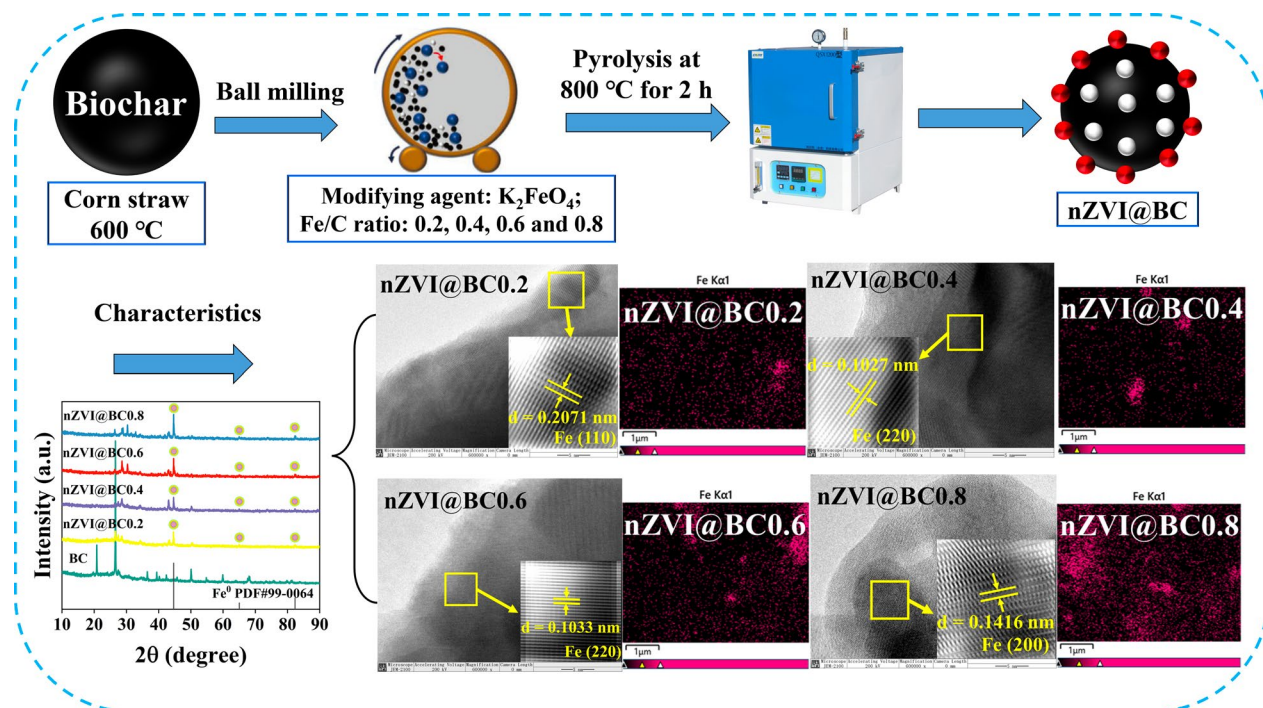 Biochar
Ball milling
Pyrolysis at
800 °C for 2 h
Corn straw
600 °C
Modifying agent: K₂FeO₄;
Fe/C ratio: 0.2, 0.4, 0.6 and 0.8
nZVI@BC
Characteristics
nZVI@BC0.2
d = 0.2071 nm
Fe (110)
Fe Kα1
nZVI@BC0.2
1μm
nZVI@BC0.4
d = 0.1027 nm
Fe (220)
Fe Kα1
nZVI@BC0.4
1μm
nZVI@BC0.6
d = 0.1033 nm
Fe (220)
Fe Kα1
nZVI@BC0.6
1μm
nZVI@BC0.8
d = 0.1416 nm
Fe (200)
Fe Kα1
nZVI@BC0.8
1μm
Intensity (a.u.)
nZVI@BC0.8
nZVI@BC0.6
nZVI@BC0.4
nZVI@BC0.2
BC
Fe⁰ PDF#99-0064
10 20 30 40 50 60 70 80 90
2θ (degree)